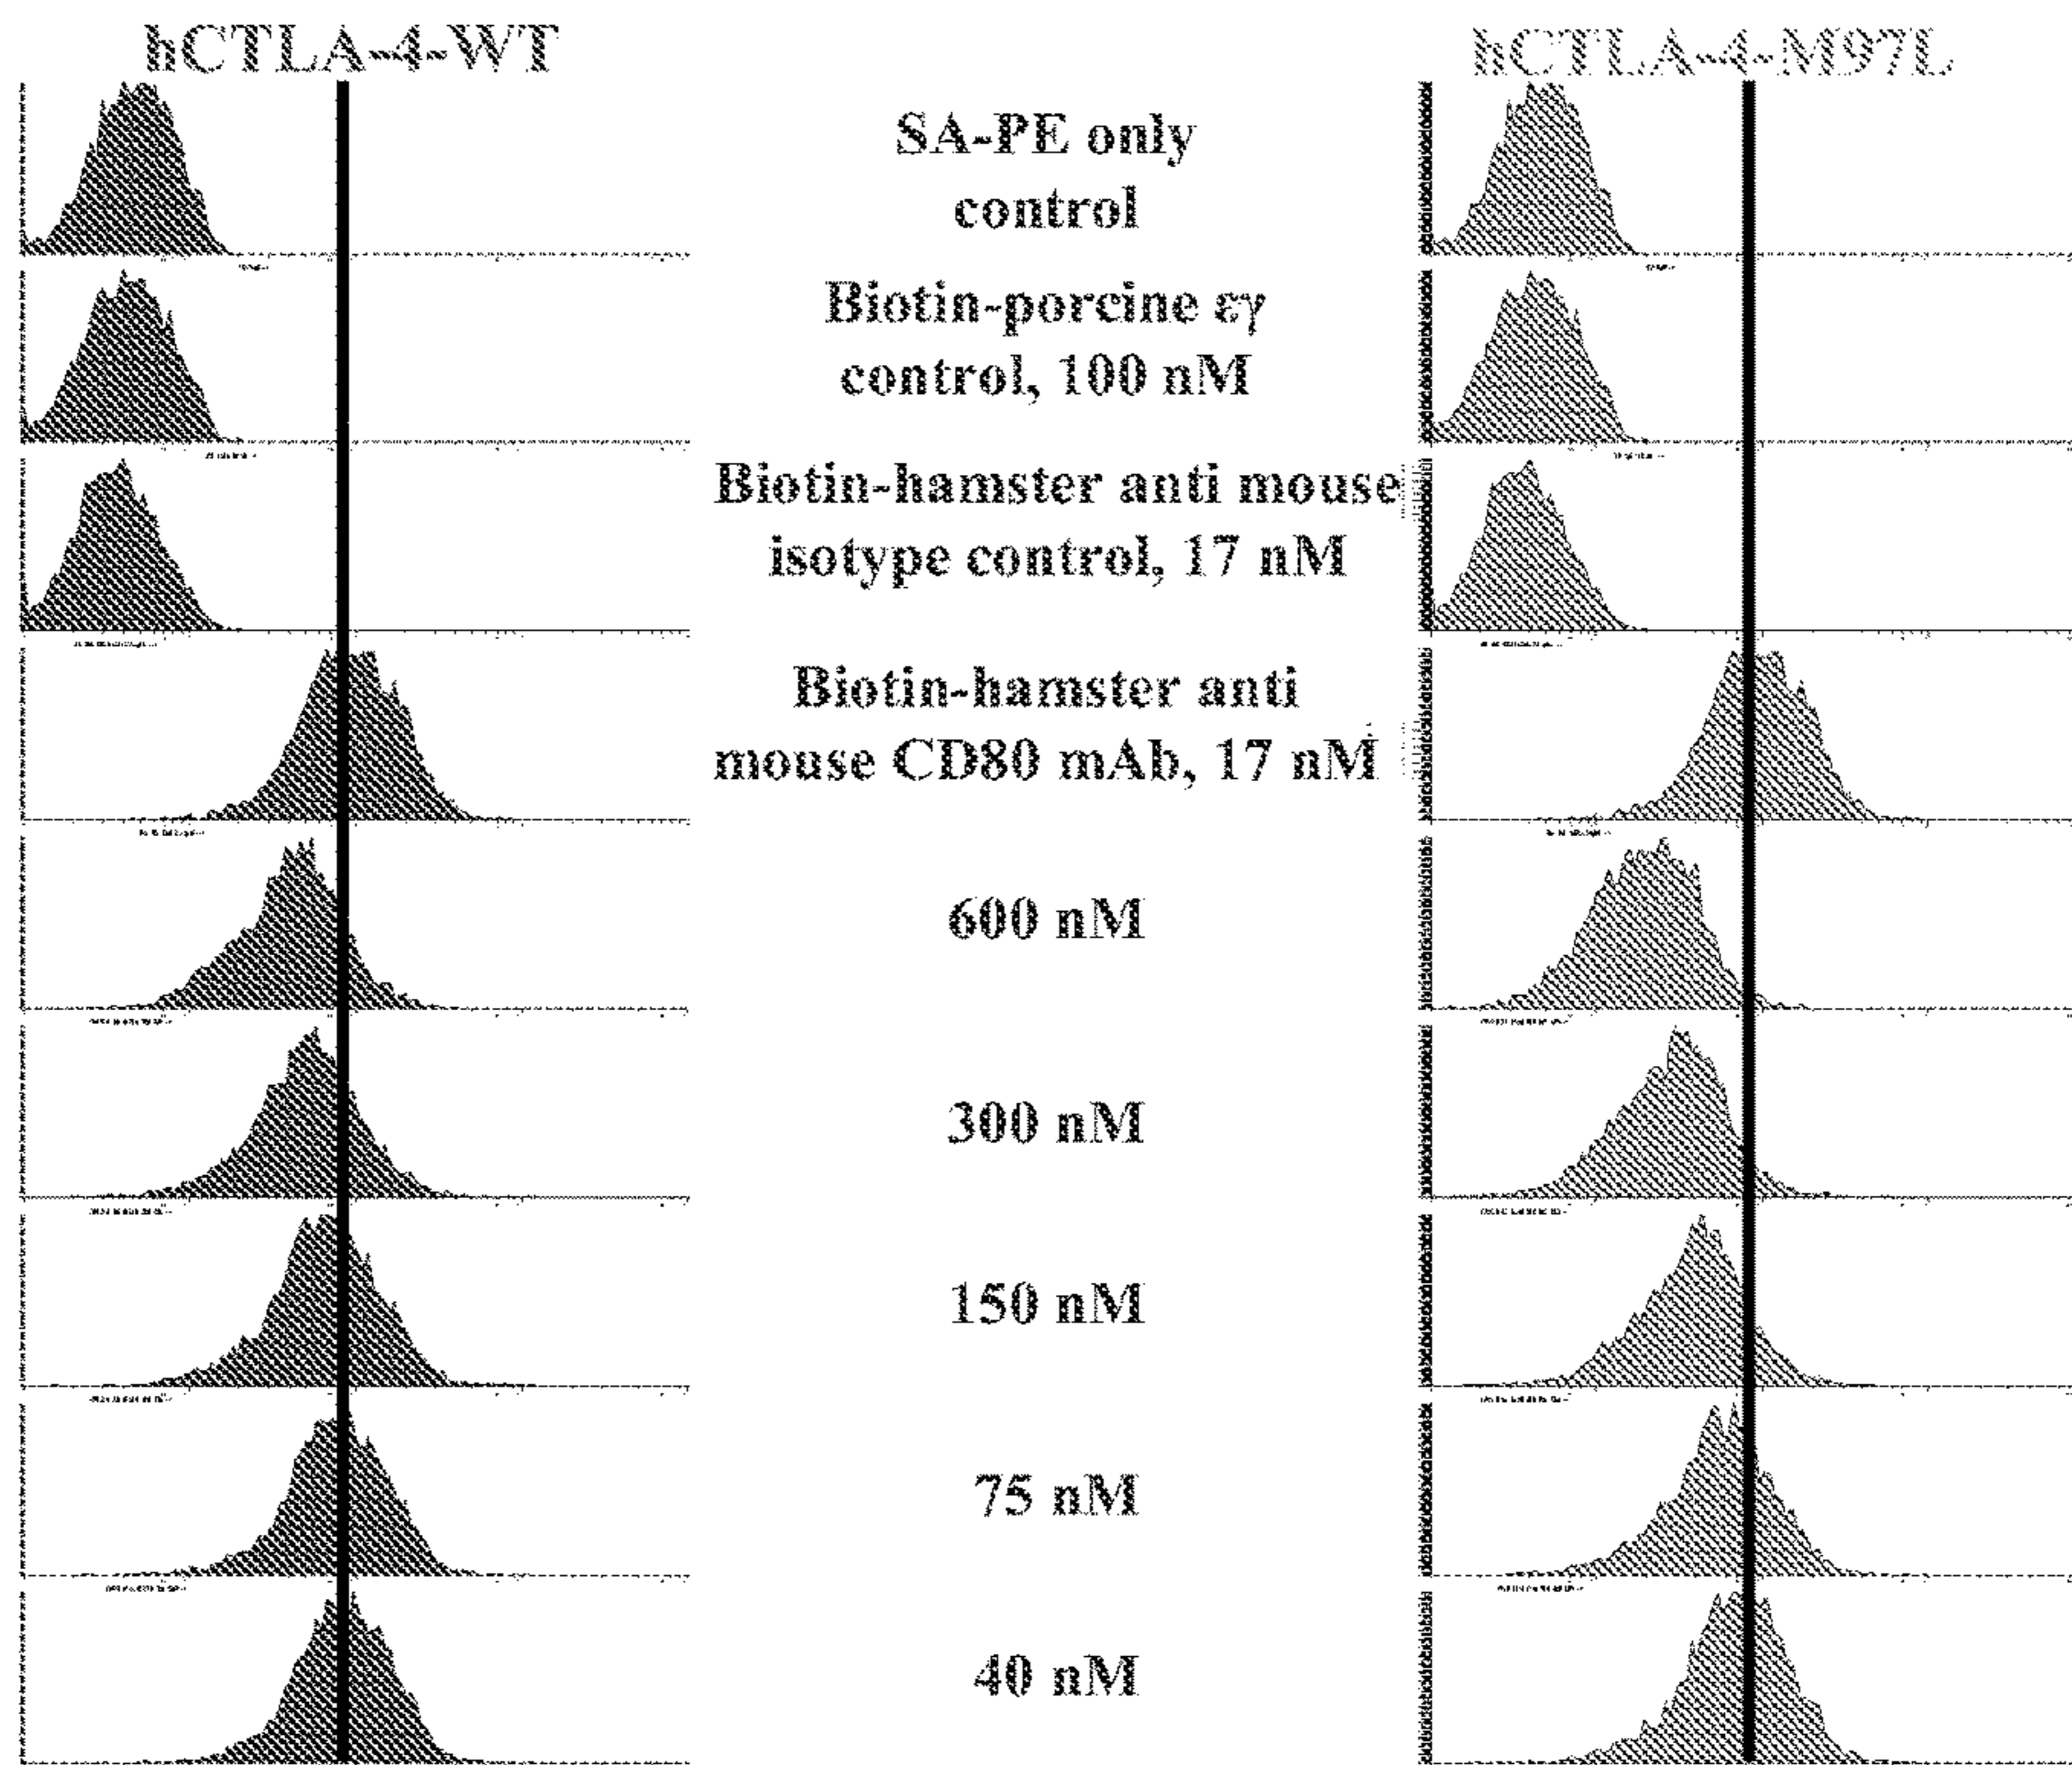 hCTLA-4-WT
hCTLA-4-M97L
SA-PE only
control
Biotin-porcine εγ
control, 100 nM
Biotin-hamster anti mouse
isotype control, 17 nM
Biotin-hamster anti
mouse CD80 mAb, 17 nM
600 nM
300 nM
150 nM
75 nM
40 nM